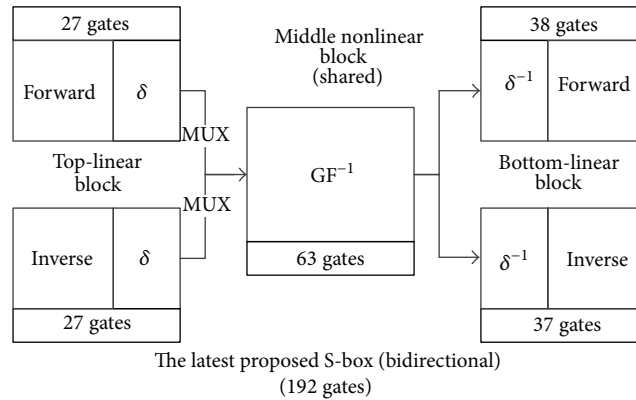 27 gates
Forward
δ
MUX
Top-linear
block
MUX
Inverse
δ
27 gates
Middle nonlinear
block
(shared)
GF⁻¹
63 gates
38 gates
δ⁻¹
Forward
Bottom-linear
block
δ⁻¹
Inverse
37 gates
The latest proposed S-box (bidirectional)
(192 gates)